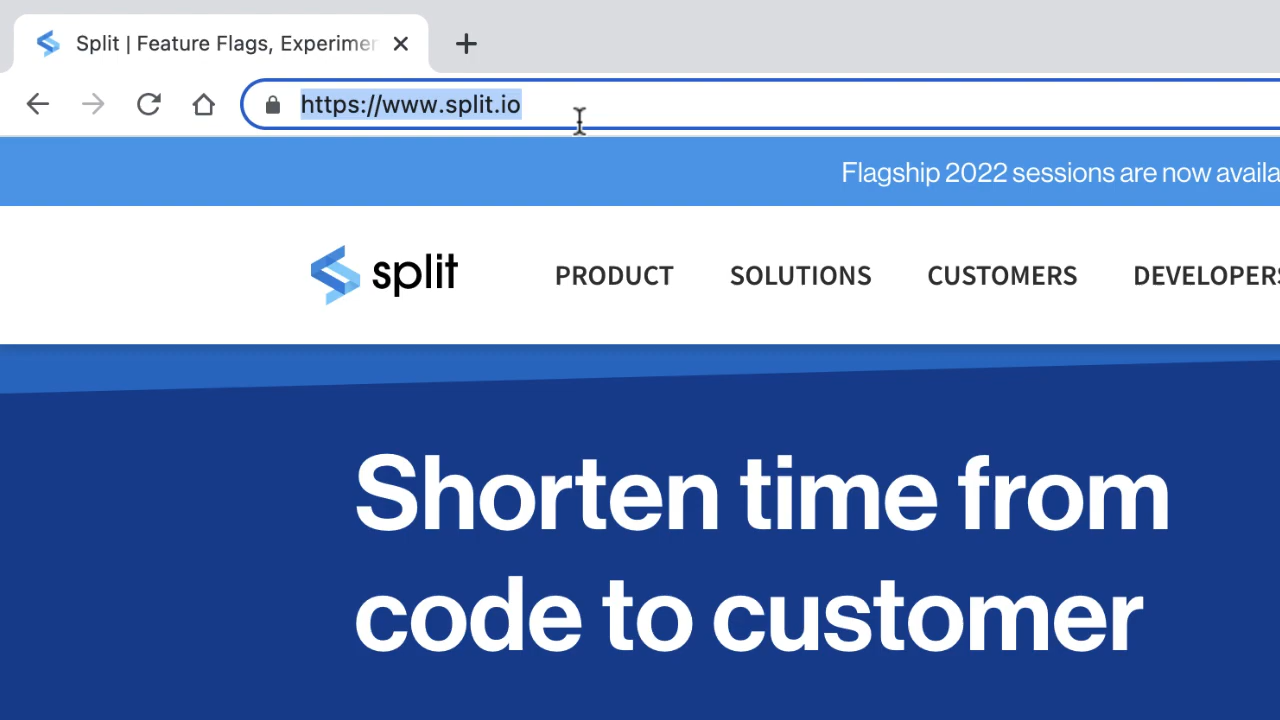 Split | Feature Flags, Experimen
https://www.split.io
Flagship 2022 sessions are now availa
split
PRODUCT SOLUTIONS CUSTOMERS DEVELOPERS
Shorten time from
code to customer